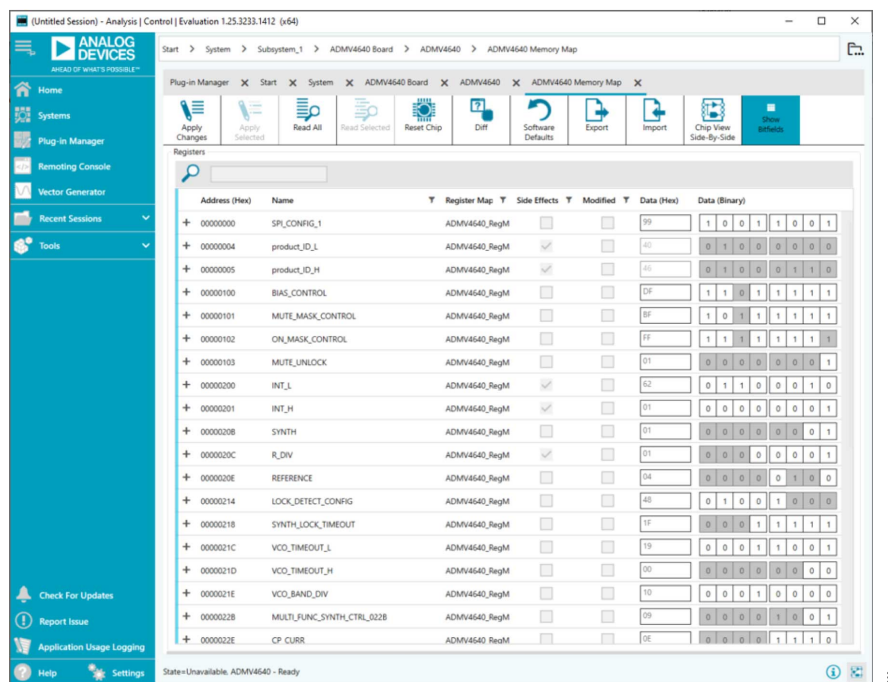 (Untitled Session) - Analysis | Control | Evaluation 1.25.3233.1412 (x64)
ANALOG
DEVICES
AHEAD OF WHAT'S POSSIBLE™
Start > System > Subsystem_1 > ADMV4640 Board > ADMV4640 > ADMV4640 Memory Map
Home
Systems
Plug-in Manager
Remoting Console
Vector Generator
Recent Sessions
Tools
Check For Updates
Report Issue
Application Usage Logging
Help Settings
Plug-in Manager X Start X System X ADMV4640 Board X ADMV4640 X ADMV4640 Memory Map X
Apply Changes
Apply Selected
Read All
Read Selected
Reset Chip
Diff
Software Defaults
Export
Import
Chip View Side-By-Side
Show Bitfields
Registers
Address (Hex) Name Register Map Side Effects Modified Data (Hex) Data (Binary)
+ 00000000 SPI_CONFIG_1 ADMV4640_RegM 99 1 0 0 1 1 0 0 1
+ 00000004 product_ID_L ADMV4640_RegM 40 0 1 0 0 0 0 0 0
+ 00000005 product_ID_H ADMV4640_RegM 46 0 1 0 0 0 1 1 0
+ 00000100 BIAS_CONTROL ADMV4640_RegM DF 1 1 0 1 1 1 1 1
+ 00000101 MUTE_MASK_CONTROL ADMV4640_RegM BF 1 0 1 1 1 1 1 1
+ 00000102 ON_MASK_CONTROL ADMV4640_RegM FF 1 1 1 1 1 1 1 1
+ 00000103 MUTE_UNLOCK ADMV4640_RegM 01 0 0 0 0 0 0 0 1
+ 00000200 INT_L ADMV4640_RegM 62 0 1 1 0 0 0 1 0
+ 00000201 INT_H ADMV4640_RegM 01 0 0 0 0 0 0 0 1
+ 0000020B SYNTH ADMV4640_RegM 01 0 0 0 0 0 0 0 1
+ 0000020C R_DIV ADMV4640_RegM 01 0 0 0 0 0 0 0 1
+ 0000020E REFERENCE ADMV4640_RegM 04 0 0 0 0 0 1 0 0
+ 00000214 LOCK_DETECT_CONFIG ADMV4640_RegM 48 0 1 0 0 1 0 0 0
+ 00000218 SYNTH_LOCK_TIMEOUT ADMV4640_RegM 1F 0 0 0 1 1 1 1 1
+ 0000021C VCO_TIMEOUT_L ADMV4640_RegM 19 0 0 0 1 1 0 0 1
+ 0000021D VCO_TIMEOUT_H ADMV4640_RegM 00 0 0 0 0 0 0 0 0
+ 0000021E VCO_BAND_DIV ADMV4640_RegM 10 0 0 0 1 0 0 0 0
+ 0000022B MULTI_FUNC_SYNTH_CTRL_022B ADMV4640_RegM 09 0 0 0 0 1 0 0 1
+ 0000022E CP_CURR ADMV4640_RegM 0E 0 0 0 0 1 1 1 0
State=Unavailable. ADMV4640 - Ready